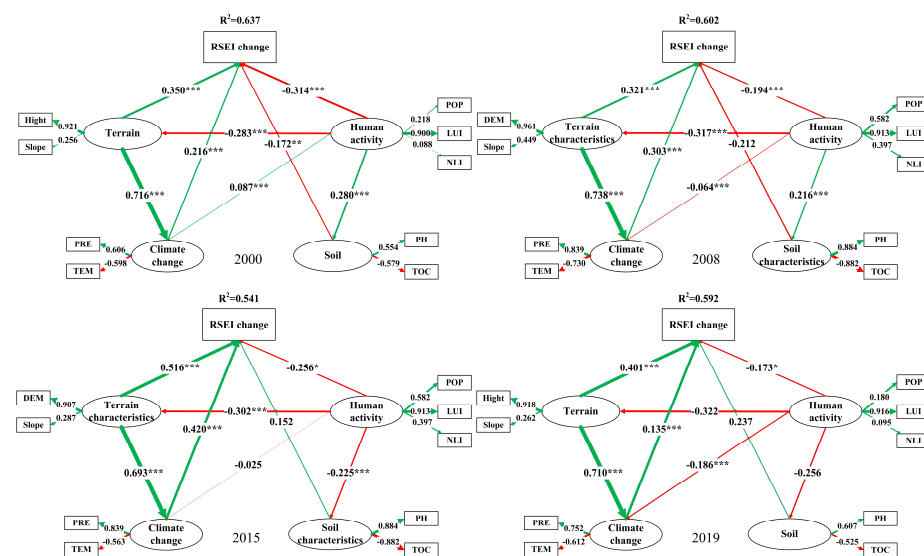 R²=0.637
RSEI change
0.350***
-0.314***
Hight
0.921
Slope
0.256
Terrain
-0.283***
-0.172**
Human
activity
POP
0.218
LUI
0.900
NLI
0.088
0.216***
0.716***
0.087***
0.280***
PRE
0.606
TEM
-0.598
Climate
change
2000
Soil
0.554
PH
-0.579
TOC
R²=0.602
RSEI change
0.321***
-0.194***
DEM
0.961
Slope
0.449
Terrain
characteristics
-0.317***
-0.212
Human
activity
POP
0.582
LUI
0.913
NLI
0.397
0.303***
0.738***
-0.064***
0.216***
PRE
0.839
TEM
-0.730
Climate
change
2008
Soil
characteristics
0.884
PH
-0.882
TOC
R²=0.541
RSEI change
0.516***
-0.256*
DEM
0.907
Slope
0.287
Terrain
characteristics
-0.302***
0.152
Human
activity
POP
0.582
LUI
0.913
NLI
0.397
0.420***
0.693***
-0.025
-0.225***
PRE
0.839
TEM
-0.563
Climate
change
2015
Soil
characteristics
0.884
PH
-0.882
TOC
R²=0.592
RSEI change
0.401***
-0.173*
Hight
0.918
Slope
0.262
Terrain
-0.322
0.237
Human
activity
POP
0.180
LUI
0.916
NLI
0.095
0.135***
0.710***
-0.186***
-0.256
PRE
0.752
TEM
-0.612
Climate
change
2019
Soil
0.607
PH
-0.525
TOC